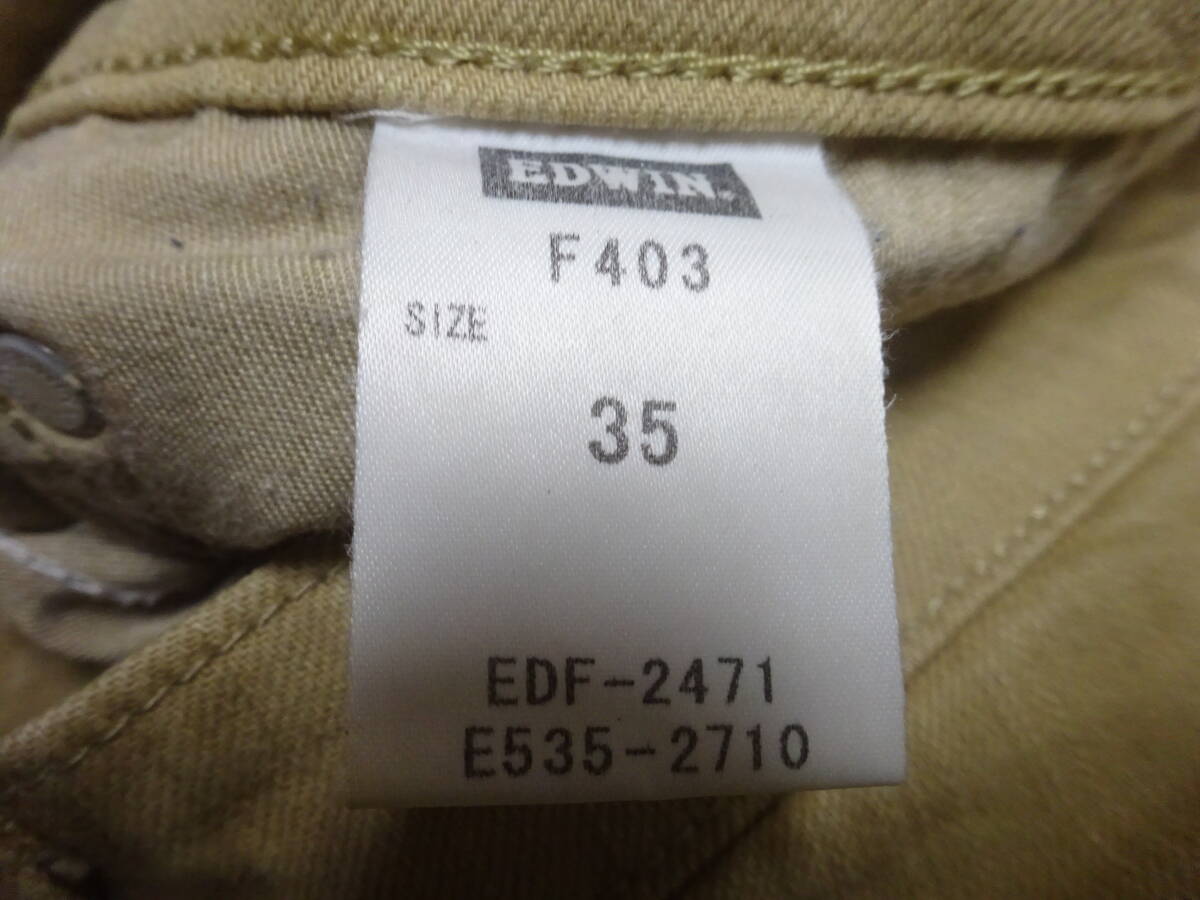 EDWIN.
F403
SIZE
35
EDF-2471
E535-2710